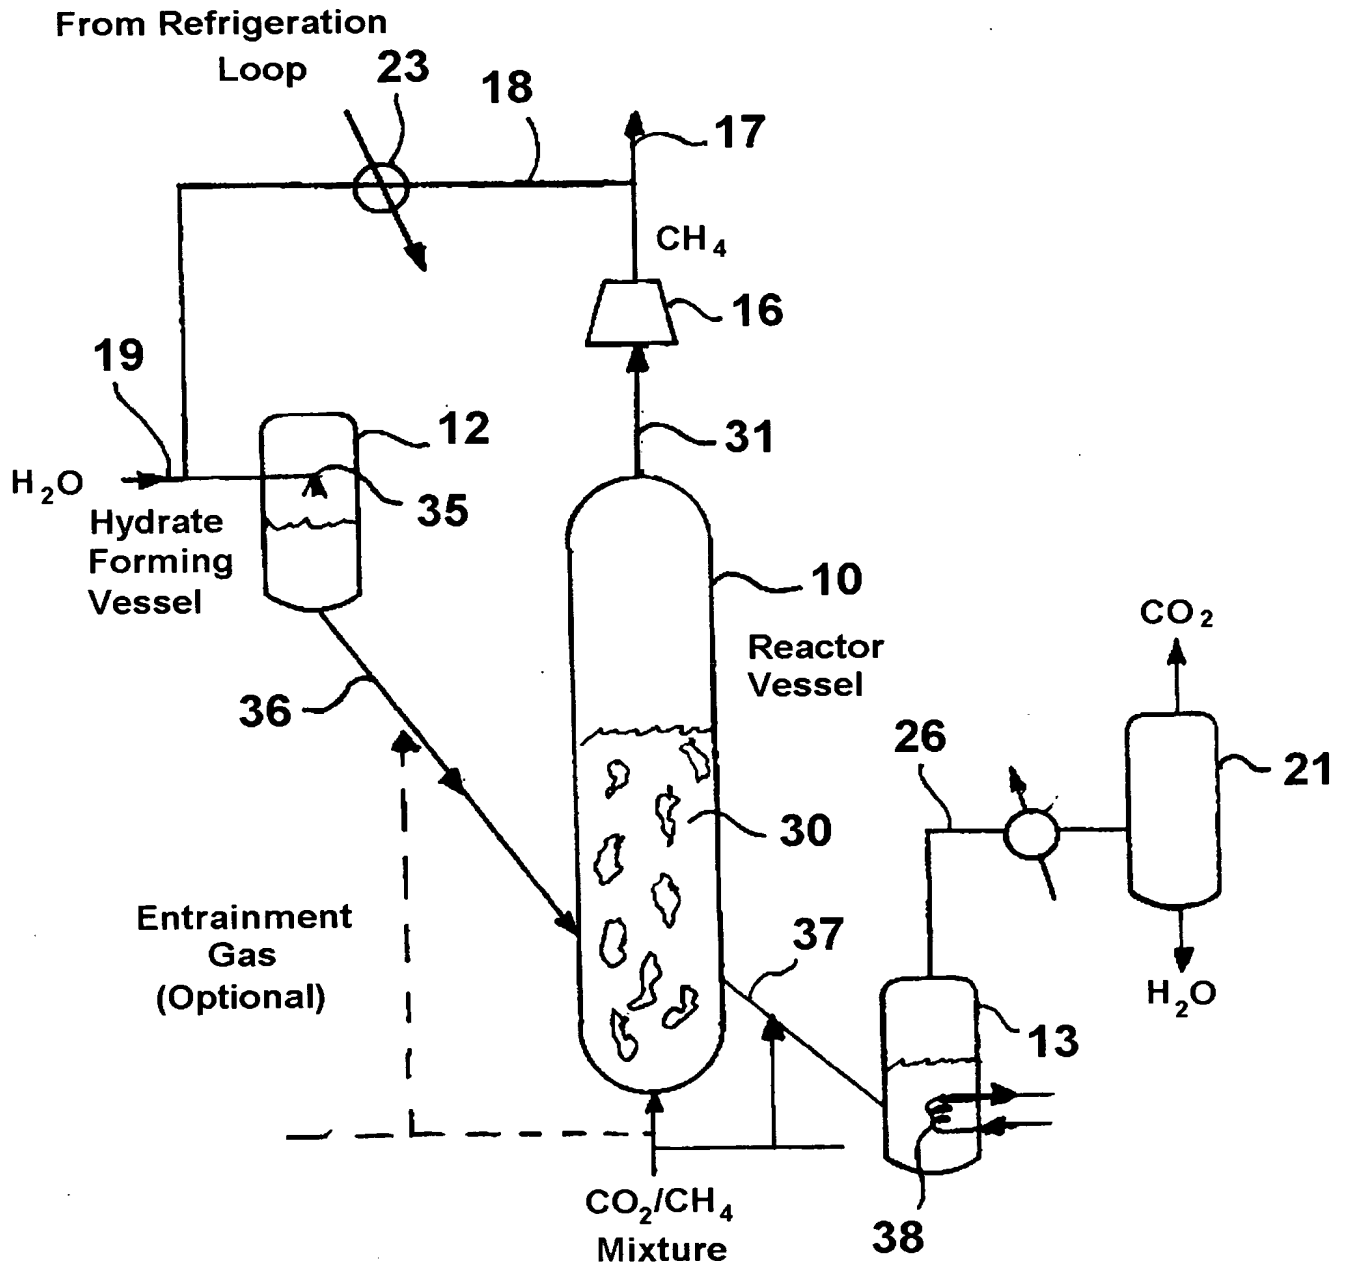 From Refrigeration
Loop
23
18
17
CH4
16
19
12
31
H2O
35
Hydrate
Forming
Vessel
10
CO2
Reactor
Vessel
36
26
21
30
Entrainment
Gas
(Optional)
37
H2O
13
CO2/CH4
Mixture
38